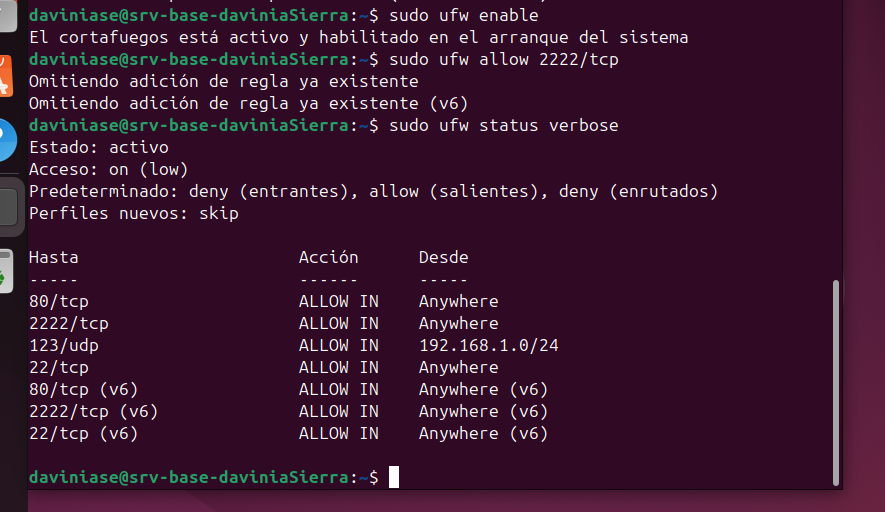 daviniase@srv-base-daviniaSierra:~$ sudo ufw enable
El cortafuegos está activo y habilitado en el arranque del sistema
daviniase@srv-base-daviniaSierra:~$ sudo ufw allow 2222/tcp
Omitiendo adición de regla ya existente
Omitiendo adición de regla ya existente (v6)
daviniase@srv-base-daviniaSierra:~$ sudo ufw status verbose
Estado: activo
Acceso: on (low)
Predeterminado: deny (entrantes), allow (salientes), deny (enrutados)
Perfiles nuevos: skip

Hasta                      Acción      Desde
-----                      ------      -----
80/tcp                     ALLOW IN    Anywhere
2222/tcp                   ALLOW IN    Anywhere
123/udp                    ALLOW IN    192.168.1.0/24
22/tcp                     ALLOW IN    Anywhere
80/tcp (v6)                ALLOW IN    Anywhere (v6)
2222/tcp (v6)              ALLOW IN    Anywhere (v6)
22/tcp (v6)                ALLOW IN    Anywhere (v6)

daviniase@srv-base-daviniaSierra:~$